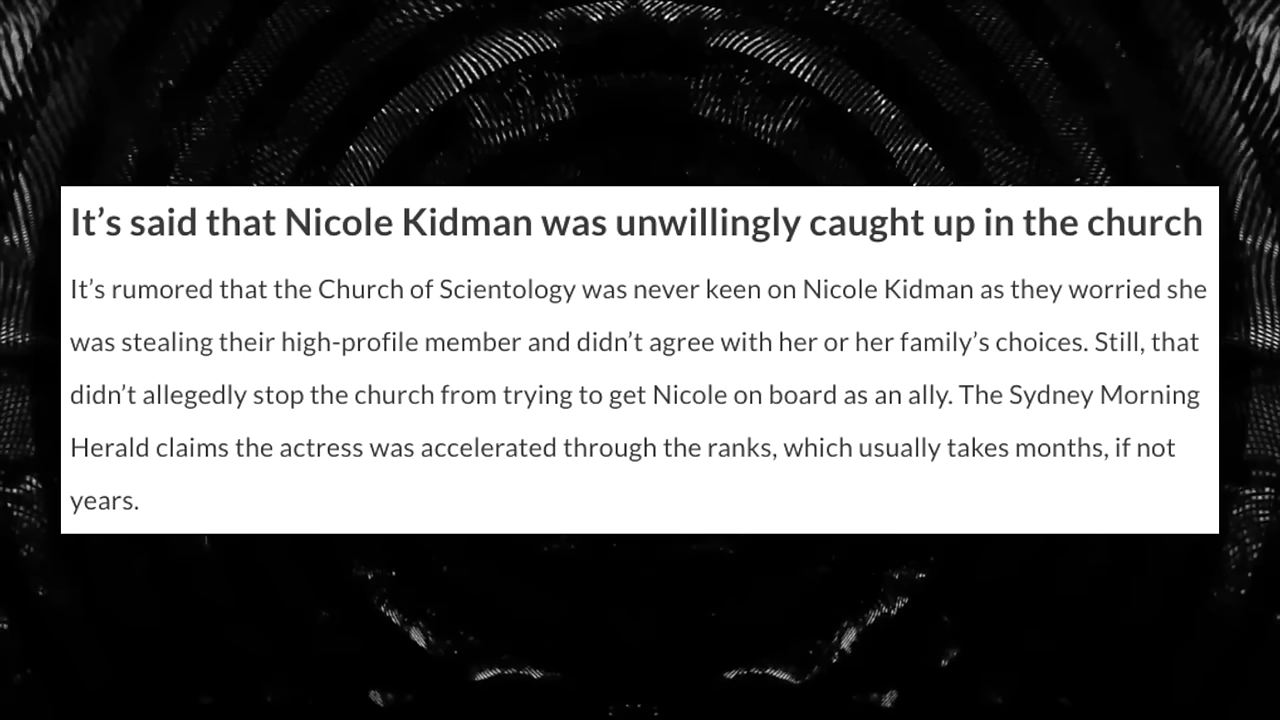 It’s said that Nicole Kidman was unwillingly caught up in the church
It’s rumored that the Church of Scientology was never keen on Nicole Kidman as they worried she
was stealing their high-profile member and didn’t agree with her or her family’s choices. Still, that
didn’t allegedly stop the church from trying to get Nicole on board as an ally. The Sydney Morning
Herald claims the actress was accelerated through the ranks, which usually takes months, if not
years.